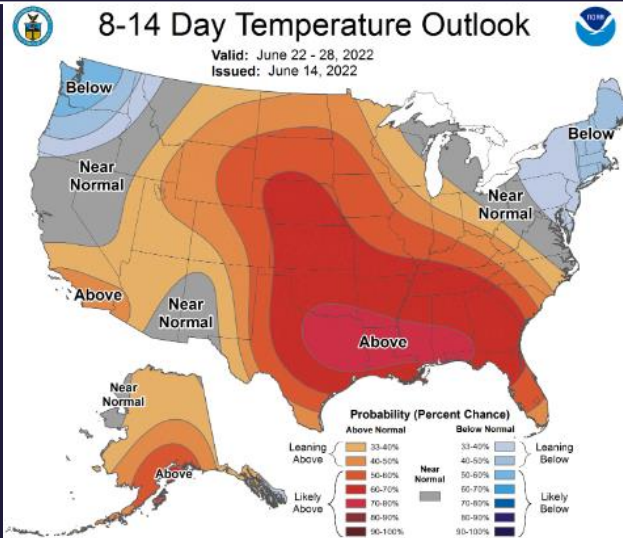 8-14 Day Temperature Outlook
NOAA
Valid: June 22 - 28, 2022
Issued: June 14, 2022
Below
Near
Normal
Above
Near
Normal
Above
Below
Near
Normal
Near
Normal
Above
Probability (Percent Chance)
Above Normal
Below Normal
Leaning
Above
33-40%
40-50%
Likely
Above
50-60%
60-70%
70-80%
80-90%
90-100%
Near
Normal
33-40%
40-50%
50-60%
60-70%
70-80%
80-90%
90-100%
Leaning
Below
Likely
Below